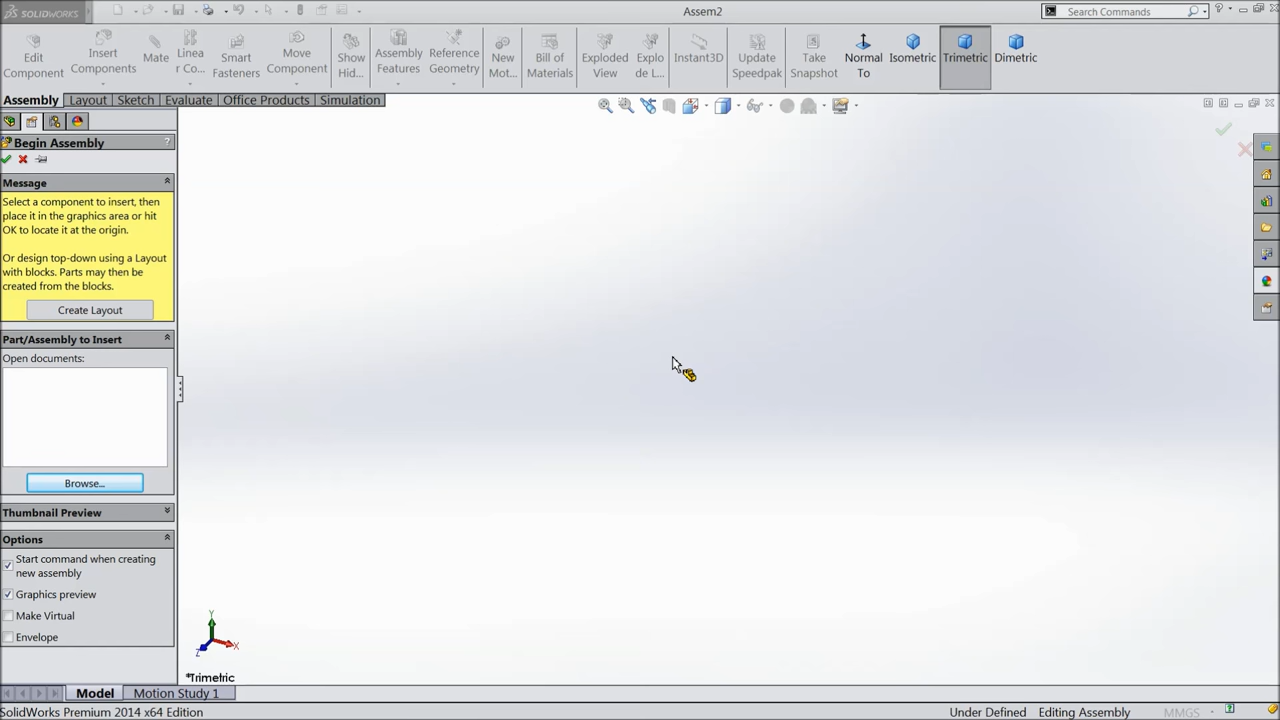 SOLIDWORKS
Assem2
Search Commands
Edit Component
Insert Components
Mate
Linea r Co...
Smart Fasteners
Move Component
Show Hid...
Assembly Features
Reference Geometry
New Mot...
Bill of Materials
Exploded View
Explo de L...
Instant3D
Update Speedpak
Take Snapshot
Normal To
Isometric
Trimetric
Dimetric
Assembly Layout Sketch Evaluate Office Products Simulation
Begin Assembly ?
Message
Select a component to insert, then
place it in the graphics area or hit
OK to locate it at the origin.
Or design top-down using a Layout
with blocks. Parts may then be
created from the blocks.
Create Layout
Part/Assembly to Insert
Open documents:
Browse...
Thumbnail Preview
Options
Start command when creating
new assembly
Graphics preview
Make Virtual
Envelope
Y
X
Z
*Trimetric
Model Motion Study 1
SolidWorks Premium 2014 x64 Edition
Under Defined Editing Assembly MMGS